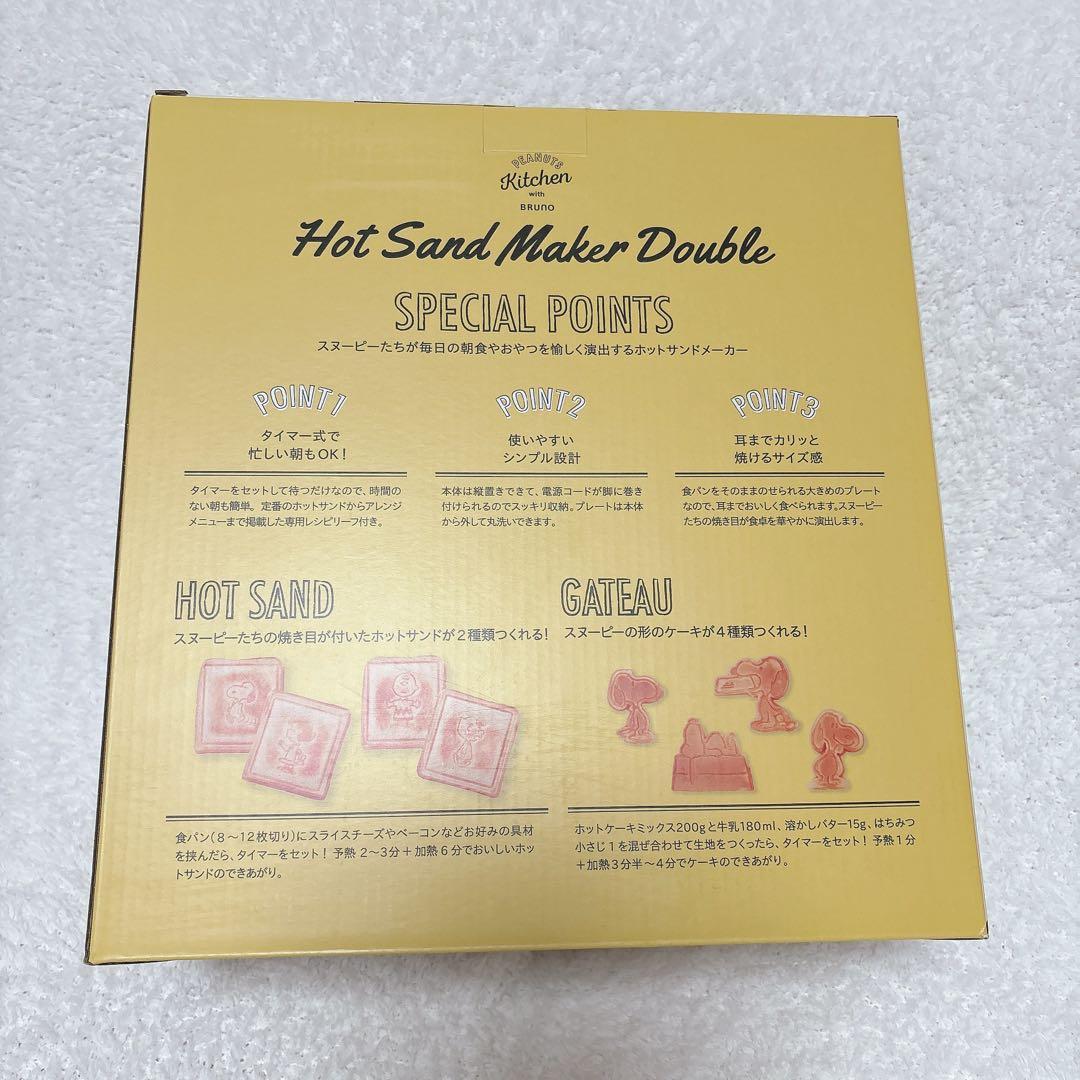 PEANUTS
Kitchen
with
BRUNO
Hot Sand Maker Double
SPECIAL POINTS
スヌーピーたちが毎日の朝食やおやつを愉しく演出するホットサンドメーカー
POINT1
タイマー式で
忙しい朝もOK!
タイマーをセットして待つだけなので、時間の
ない朝も簡単。定番のホットサンドからアレンジ
メニューまで掲載した専用レシピリーフ付き。
POINT2
使いやすい
シンプル設計
本体は縦置きできて、電源コードが脚に巻き
付けられるのでスッキリ収納。プレートは本体
から外して丸洗いできます。
POINT3
耳までカリッと
焼けるサイズ感
食パンをそのままのせられる大きめのプレート
なので、耳までおいしく食べられます。スヌーピー
たちの焼き目が食卓を華やかに演出します。
HOT SAND
スヌーピーたちの焼き目が付いたホットサンドが2種類つくれる!
食パン(8〜12枚切り)にスライスチーズやベーコンなどお好みの具材
を挟んだら、タイマーをセット! 予熱 2〜3分+加熱6分でおいしいホッ
トサンドのできあがり。
GATEAU
スヌーピーの形のケーキが4種類つくれる!
ホットケーキミックス200gと牛乳180ml、溶かしバター15g、はちみつ
小さじ1を混ぜ合わせて生地をつくったら、タイマーをセット! 予熱1分
+加熱3分半〜4分でケーキのできあがり。